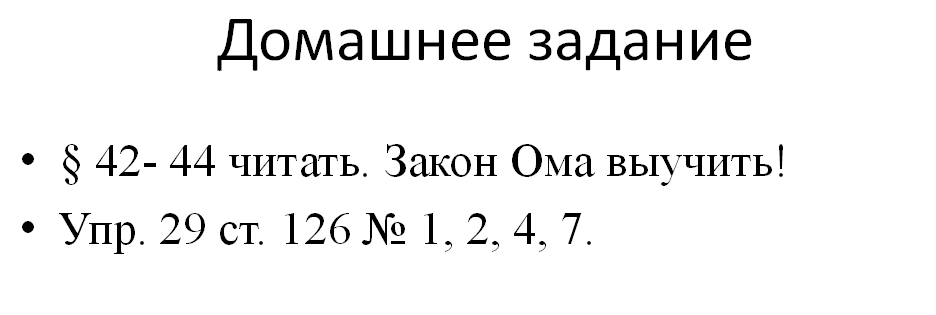 Домашнее задание
• § 42- 44 читать. Закон Ома выучить!
• Упр. 29 ст. 126 № 1, 2, 4, 7.